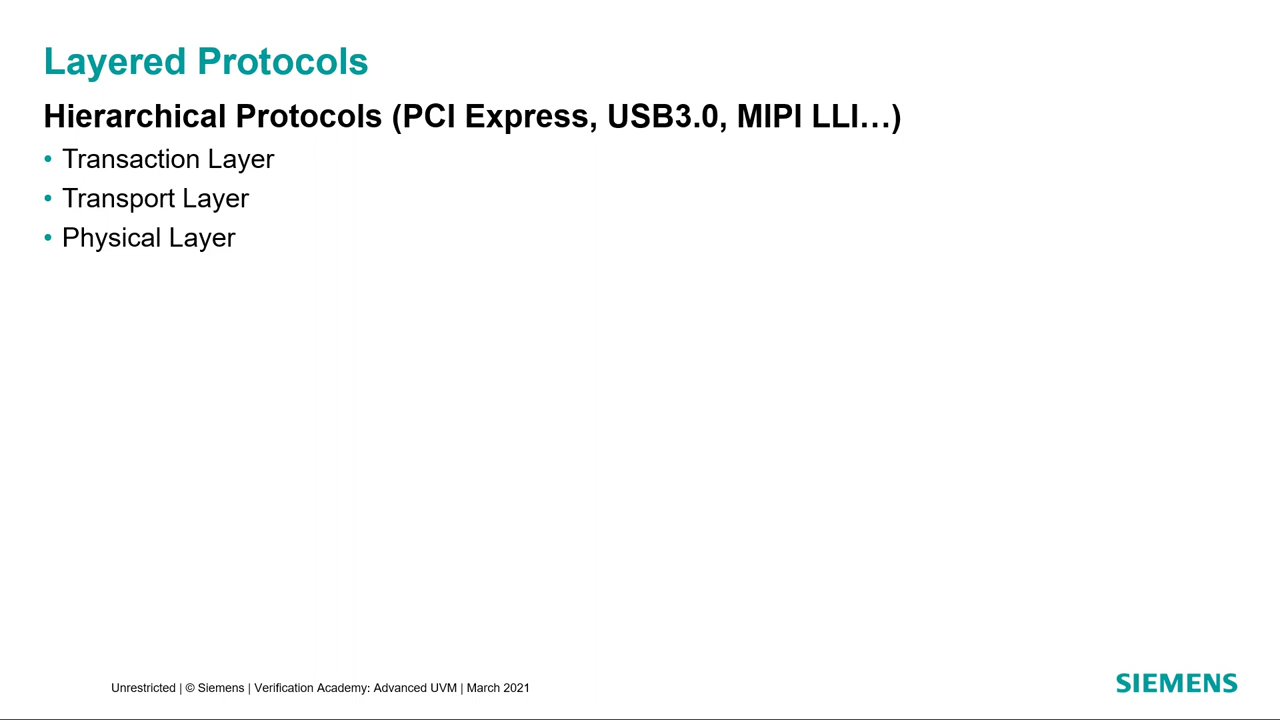 Layered Protocols
Hierarchical Protocols (PCI Express, USB3.0, MIPI LLI…)
• Transaction Layer
• Transport Layer
• Physical Layer
Unrestricted | © Siemens | Verification Academy: Advanced UVM | March 2021
SIEMENS